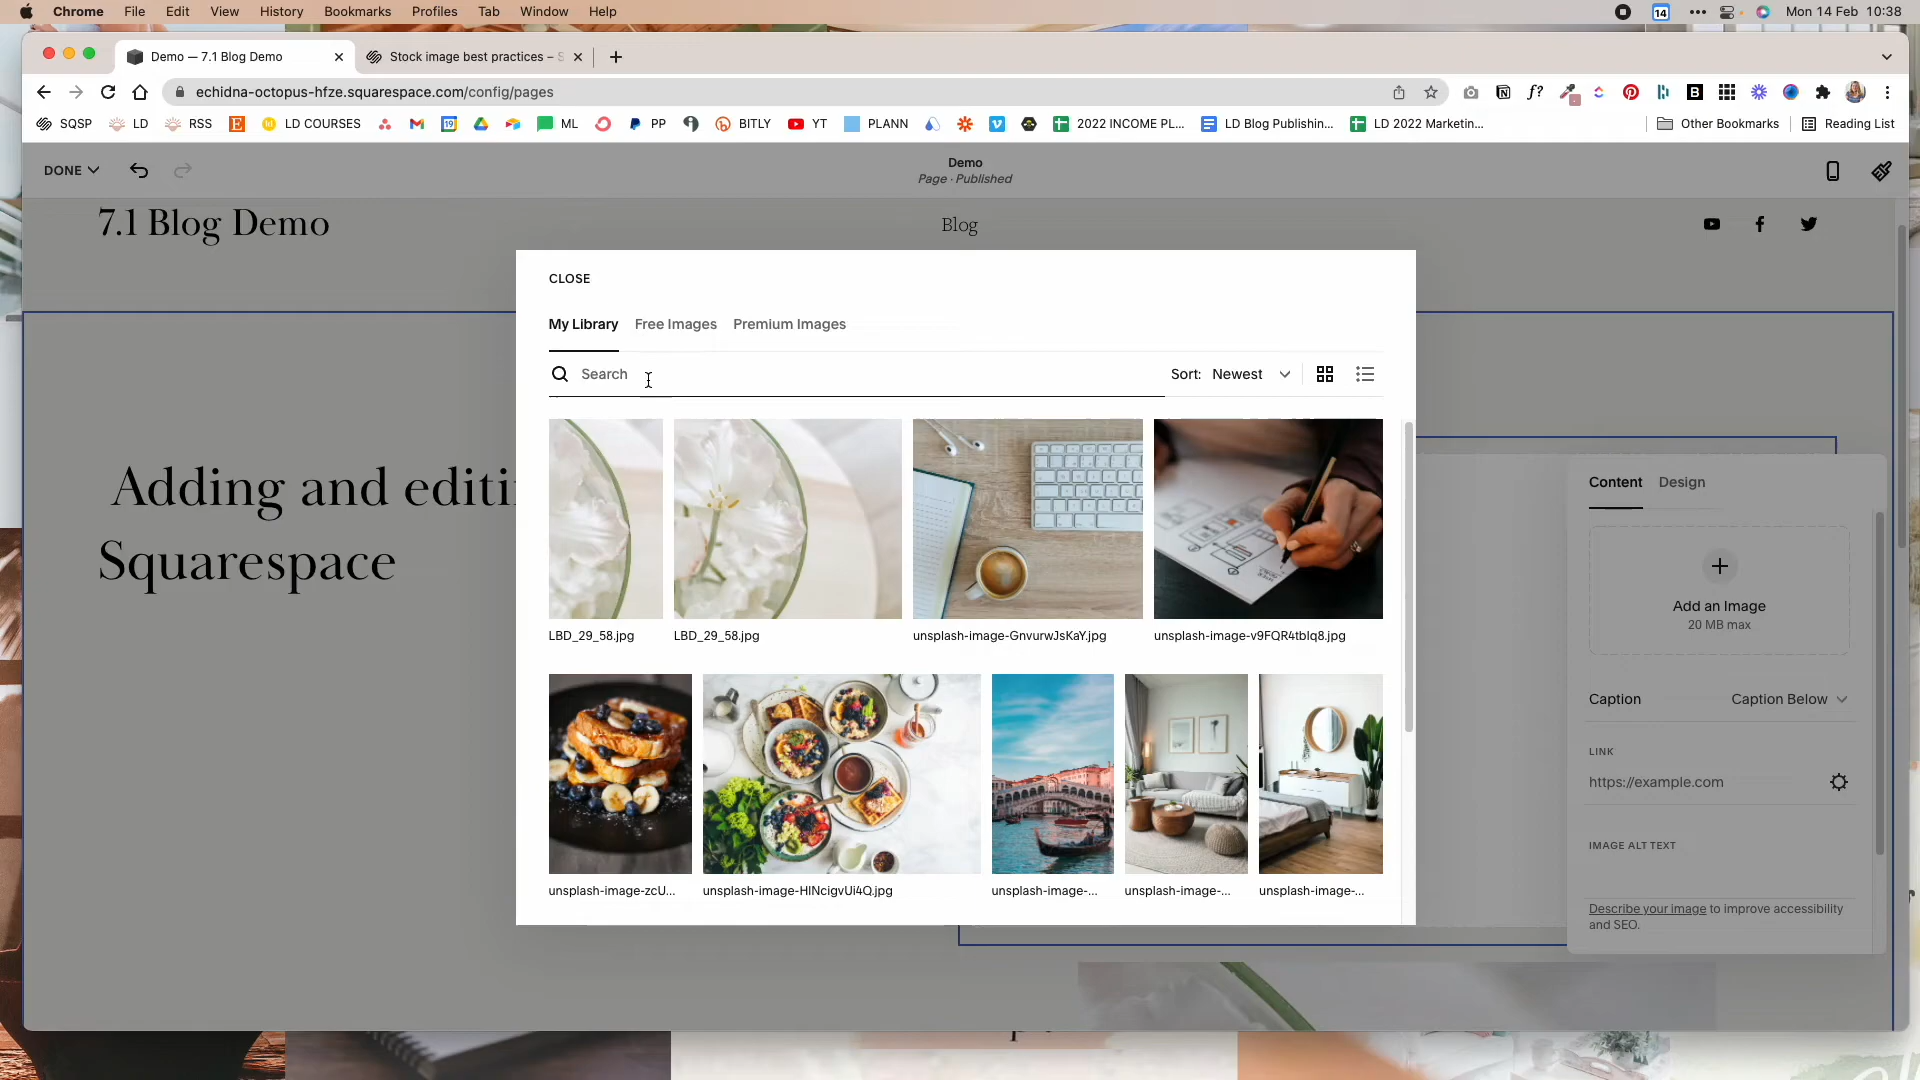 Chrome File Edit View History Bookmarks Profiles Tab Window Help 14 Mon 14 Feb 10:38
Demo — 7.1 Blog Demo Stock image best practices – S
echidna-octopus-hfze.squarespace.com/config/pages
SQSP LD RSS LD COURSES 19 ML PP BITLY YT PLANN 2022 INCOME PL... LD Blog Publishin... LD 2022 Marketin... Other Bookmarks Reading List
DONE
Demo
Page · Published
7.1 Blog Demo
Blog
CLOSE
My Library Free Images Premium Images
Search
Sort: Newest
LBD_29_58.jpg LBD_29_58.jpg unsplash-image-GnvurwJsKaY.jpg unsplash-image-v9FQR4tblq8.jpg
unsplash-image-zcU... unsplash-image-HlNcigvUi4Q.jpg unsplash-image-... unsplash-image-... unsplash-image-...
Adding and editi
Squarespace
Content Design
Add an Image
20 MB max
Caption Caption Below
LINK
https://example.com
IMAGE ALT TEXT
Describe your image to improve accessibility
and SEO.